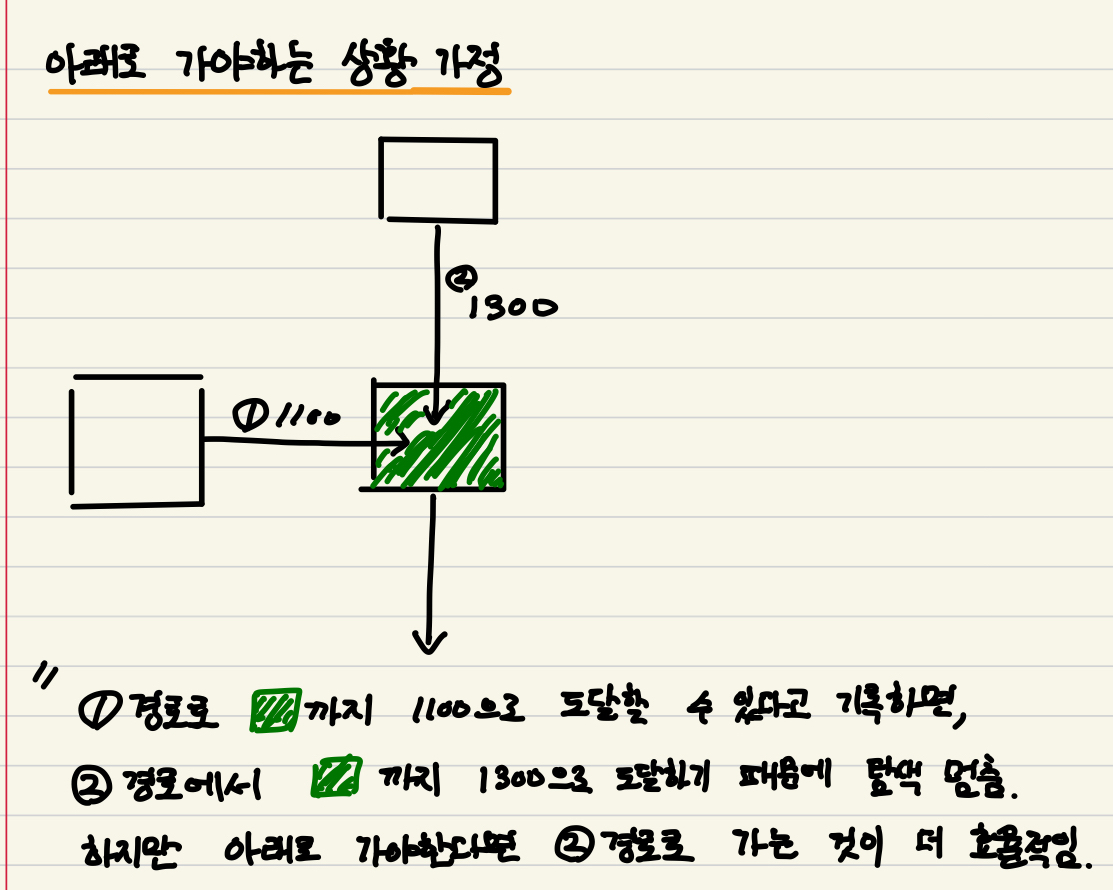 아래로 가야하는 상황 가정
②
1300
① 1100
"
① 경로로 까지 1100으로 도달할 수 있다고 기록하면,
② 경로에서 까지 1300으로 도달하기 때문에 탐색 멈춤.
하지만 아래로 가야한다면 ② 경로로 가는 것이 더 효율적임.